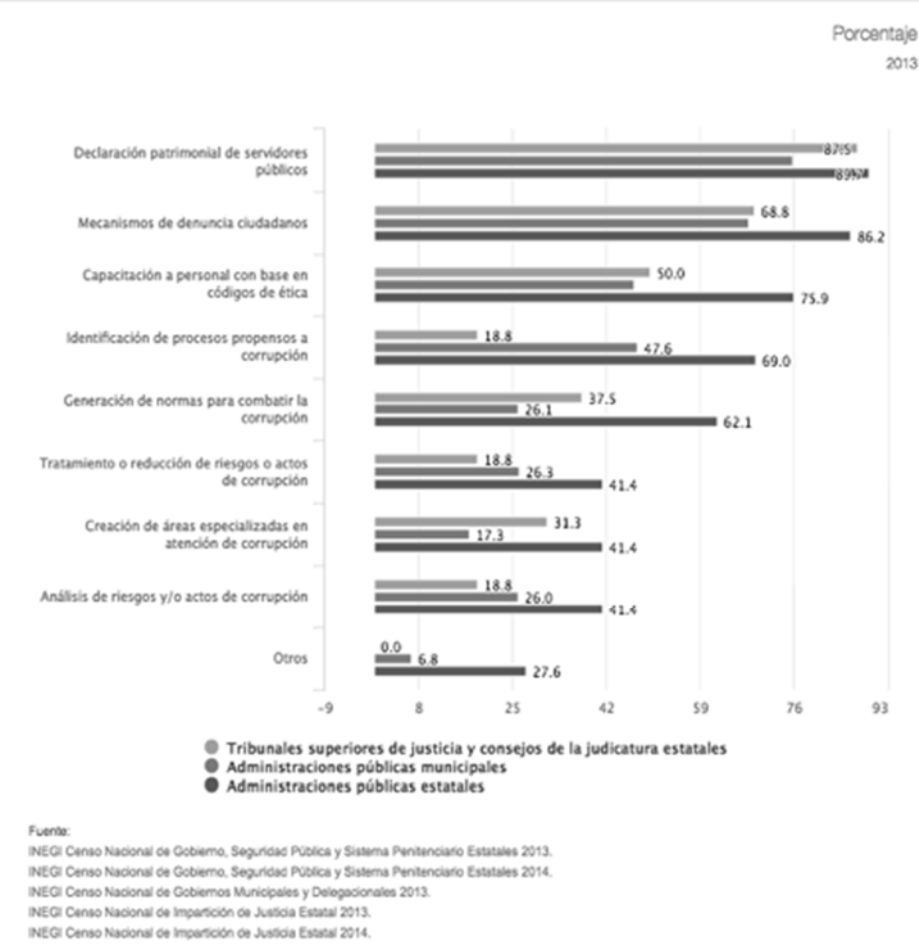 Porcentaje
2013
Declaración patrimonial de servidores
públicos
87.5
89.7
Mecanismos de denuncia ciudadanos
68.8
86.2
Capacitación a personal con base en
códigos de ética
50.0
75.9
Identificación de procesos propensos a
corrupción
18.8
47.6
69.0
Generación de normas para combatir la
corrupción
37.5
26.1
62.1
Tratamiento o reducción de riesgos o actos
de corrupción
18.8
26.3
41.4
Creación de áreas especializadas en
atención de corrupción
31.3
17.3
41.4
Análisis de riesgos y/o actos de corrupción
18.8
26.0
41.4
Otros
0.0
6.8
27.6
-9 8 25 42 59 76 93
Tribunales superiores de justicia y consejos de la judicatura estatales
Administraciones públicas municipales
Administraciones públicas estatales
Fuente:
INEGI Censo Nacional de Gobierno, Seguridad Pública y Sistema Penitenciario Estatales 2013.
INEGI Censo Nacional de Gobierno, Seguridad Pública y Sistema Penitenciario Estatales 2014.
INEGI Censo Nacional de Gobiernos Municipales y Delegacionales 2013.
INEGI Censo Nacional de Impartición de Justicia Estatal 2013.
INEGI Censo Nacional de Impartición de Justicia Estatal 2014.